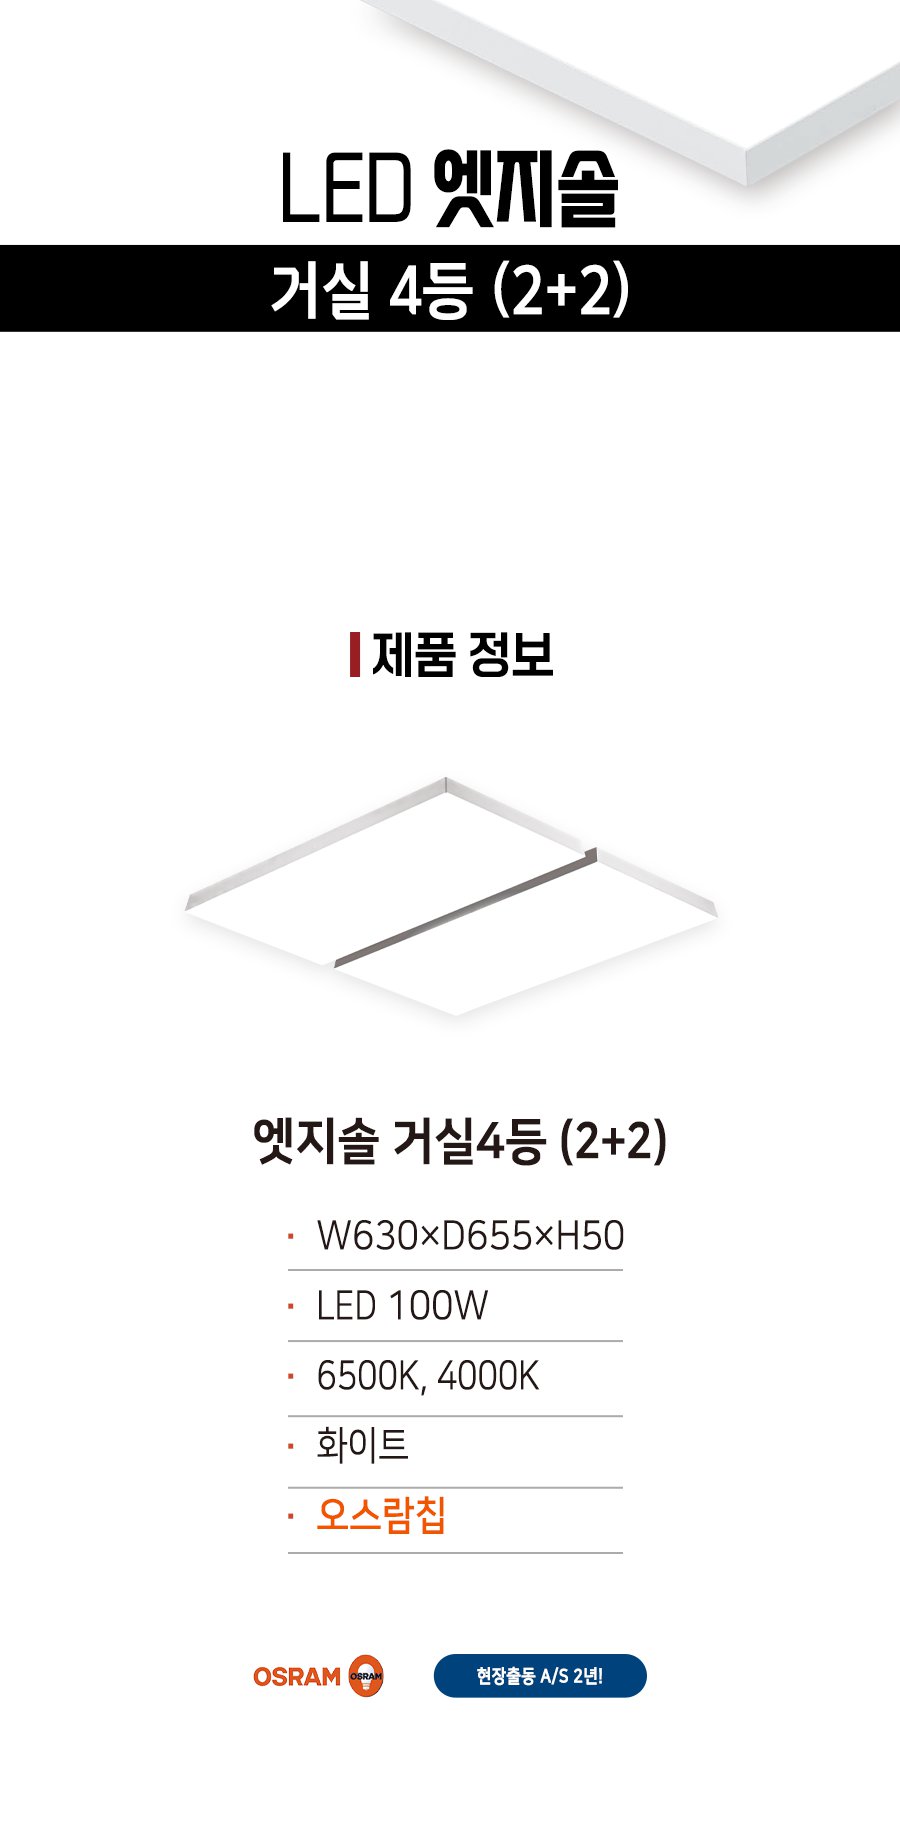 LED 엣지솔
거실 4등 (2+2)
제품 정보
엣지솔 거실4등 (2+2)
· W630×D655×H50
· LED 100W
· 6500K, 4000K
· 화이트
· 오스람칩
OSRAM OSRAM
현장출동 A/S 2년!